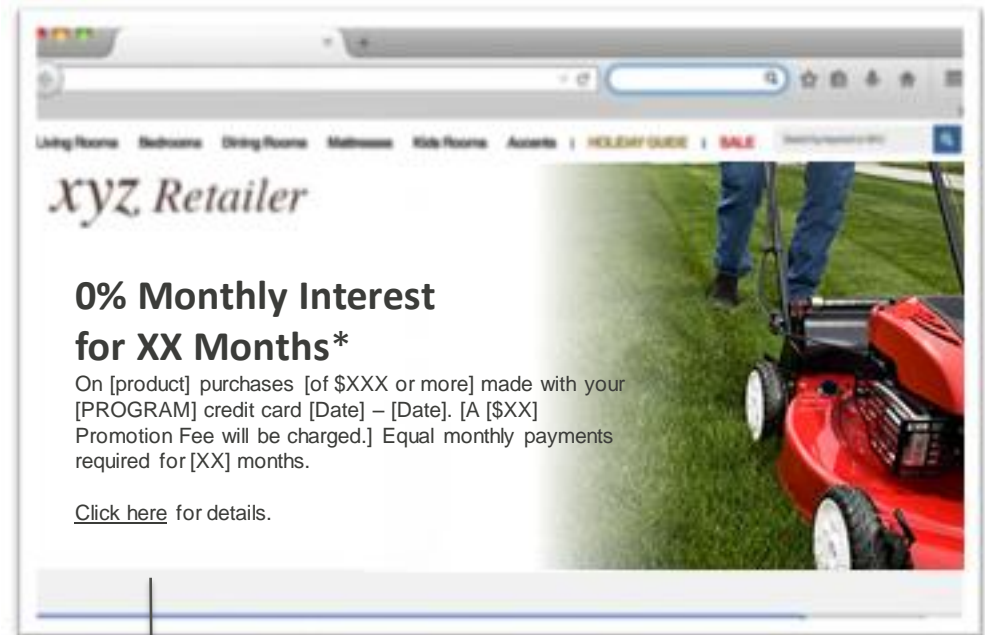 Living Rooms Bedrooms Dining Rooms Mattresses Kids Rooms Accents | HOLIDAY GUIDE | SALE
xyz Retailer
0% Monthly Interest
for XX Months*
On [product] purchases [of $XXX or more] made with your
[PROGRAM] credit card [Date] – [Date]. [A [$XX]
Promotion Fee will be charged.] Equal monthly payments
required for [XX] months.
Click here for details.